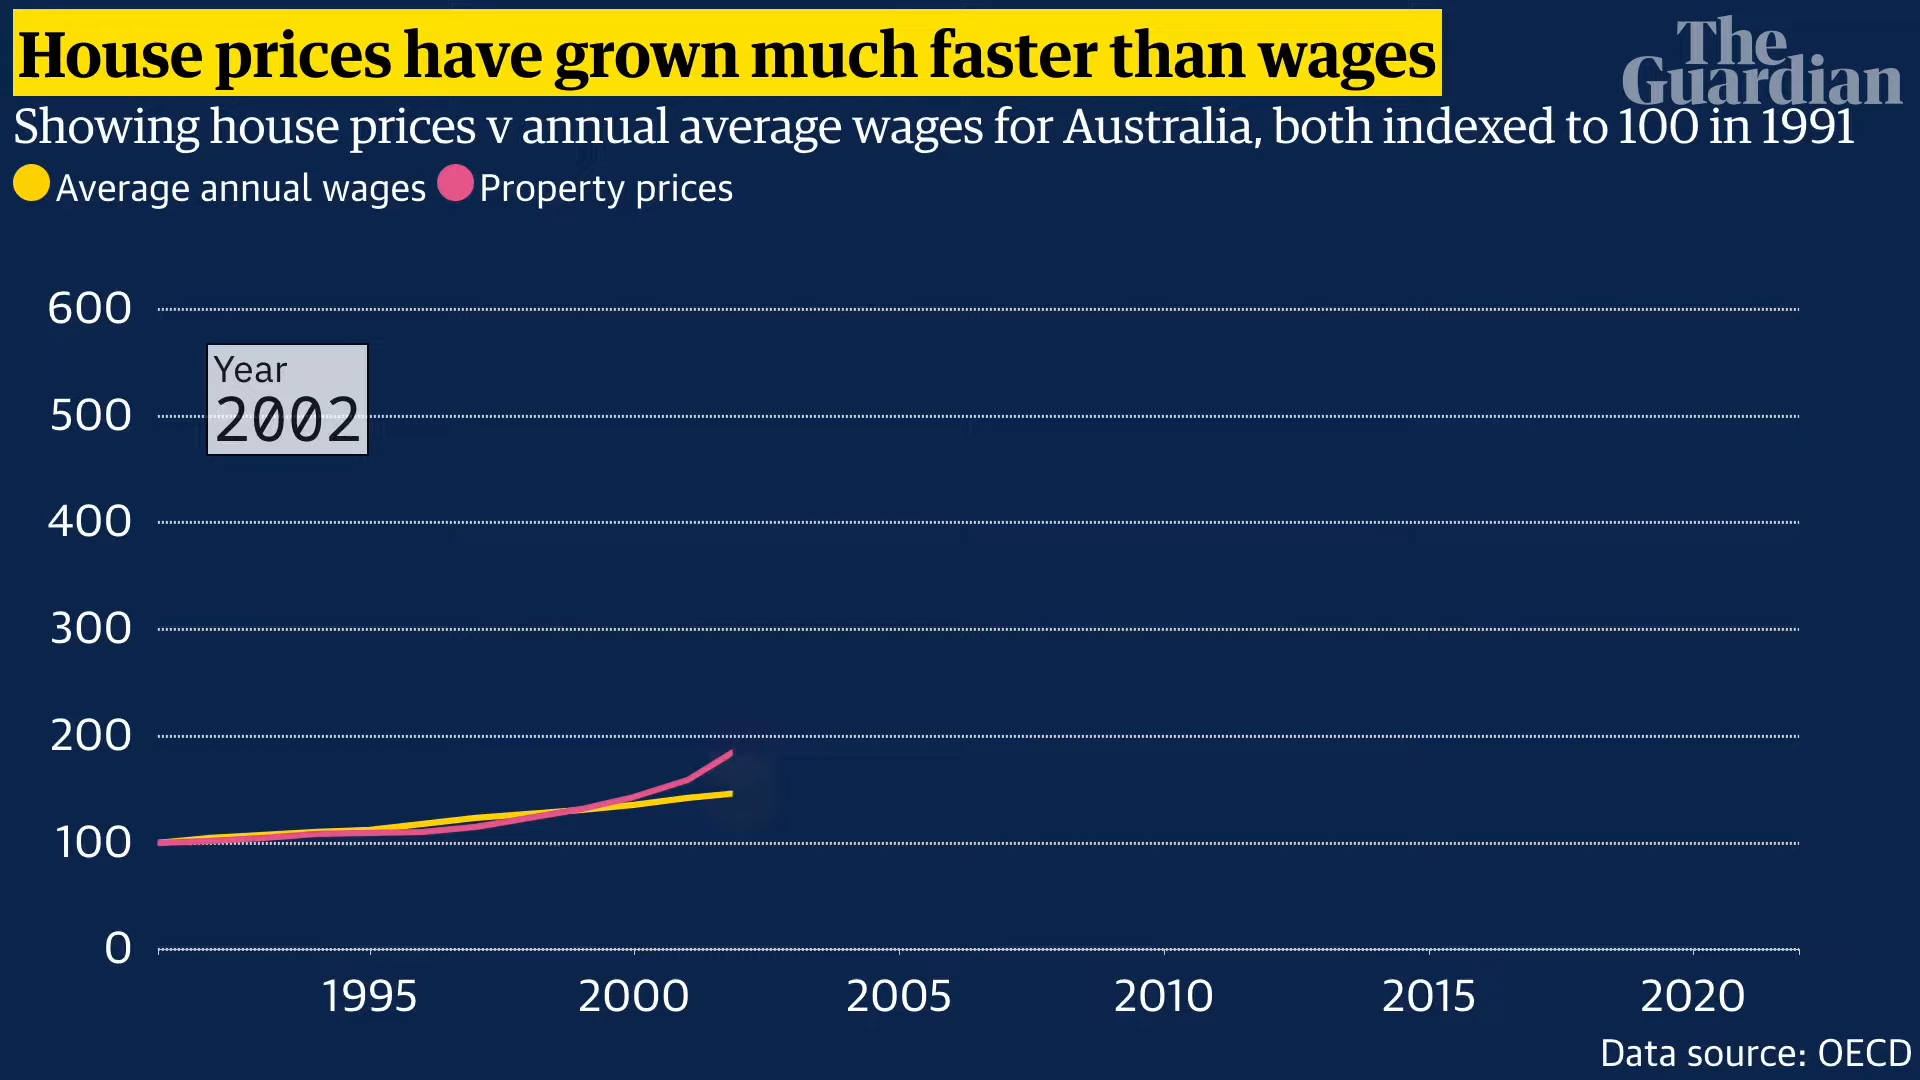 House prices have grown much faster than wages
The
Guardian
Showing house prices v annual average wages for Australia, both indexed to 100 in 1991
Average annual wages Property prices
600
Year
2002
500
400
300
200
100
0
1995 2000 2005 2010 2015 2020
Data source: OECD